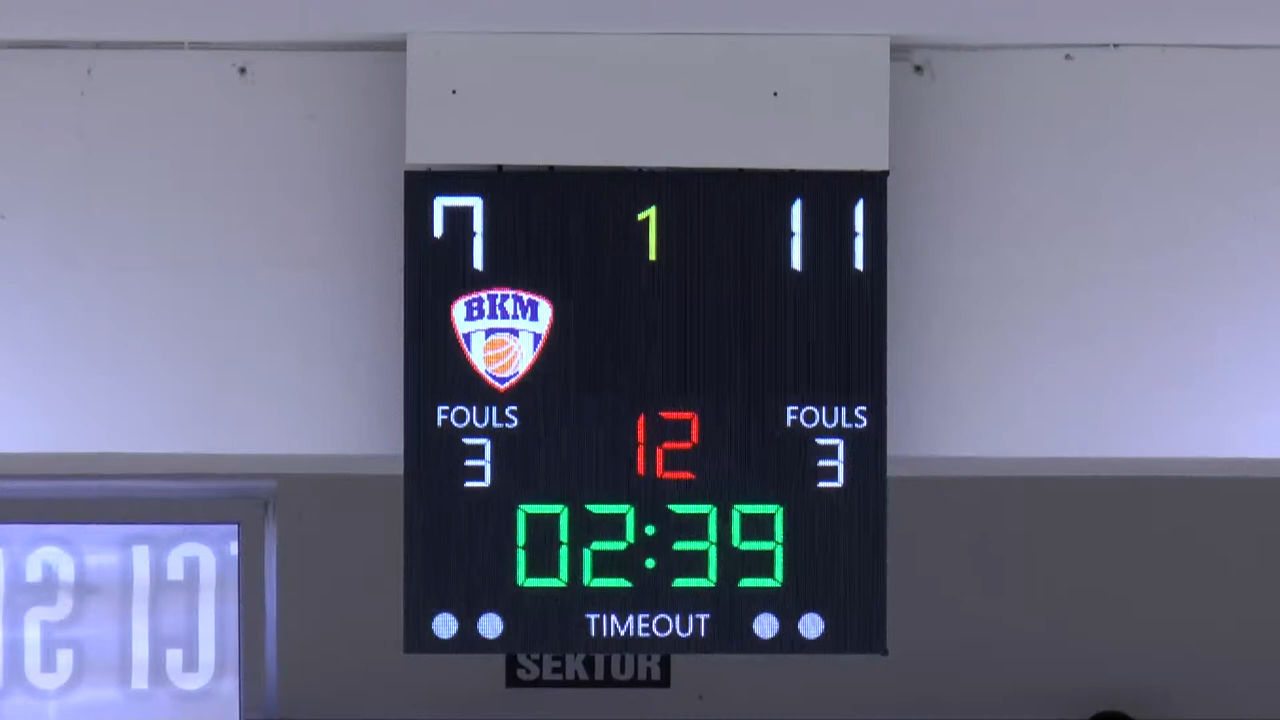 7 1 11
BKM
FOULS FOULS
3 12 3
02:39
TIMEOUT
SEKTOR